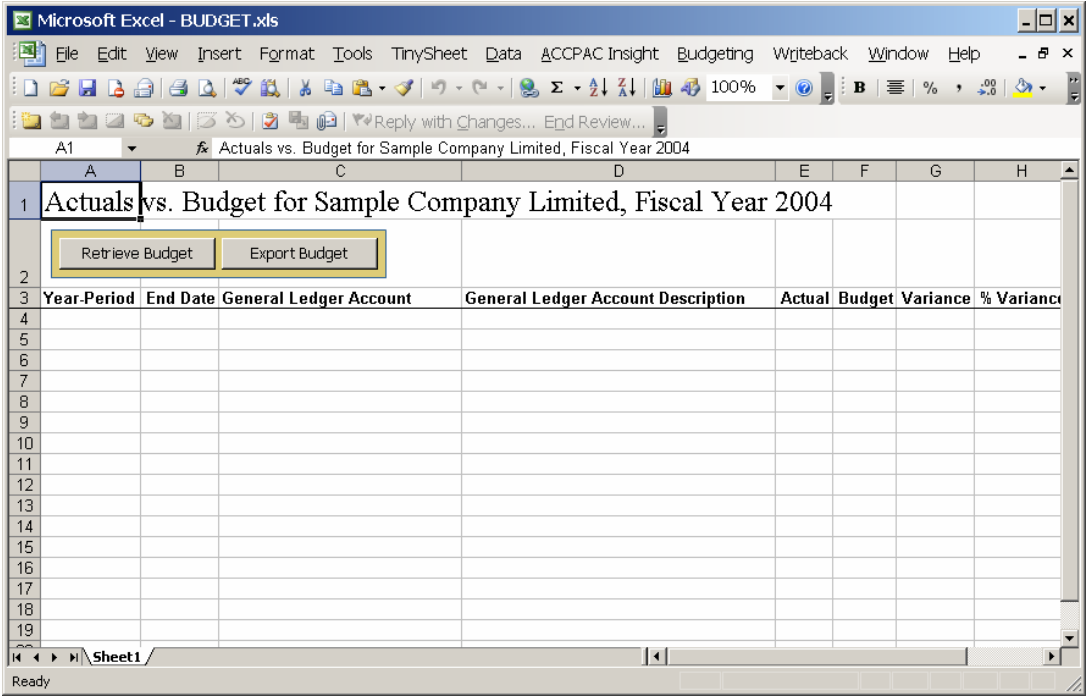 Microsoft Excel - BUDGET.xls
File Edit View Insert Format Tools TinySheet Data ACCPAC Insight Budgeting Writeback Window Help
100%
Reply with Changes... End Review...
A1 fx Actuals vs. Budget for Sample Company Limited, Fiscal Year 2004
A B C D E F G H
1 Actuals vs. Budget for Sample Company Limited, Fiscal Year 2004
Retrieve Budget Export Budget
2
3 Year-Period End Date General Ledger Account General Ledger Account Description Actual Budget Variance % Variance
4
5
6
7
8
9
10
11
12
13
14
15
16
17
18
19
Sheet1
Ready